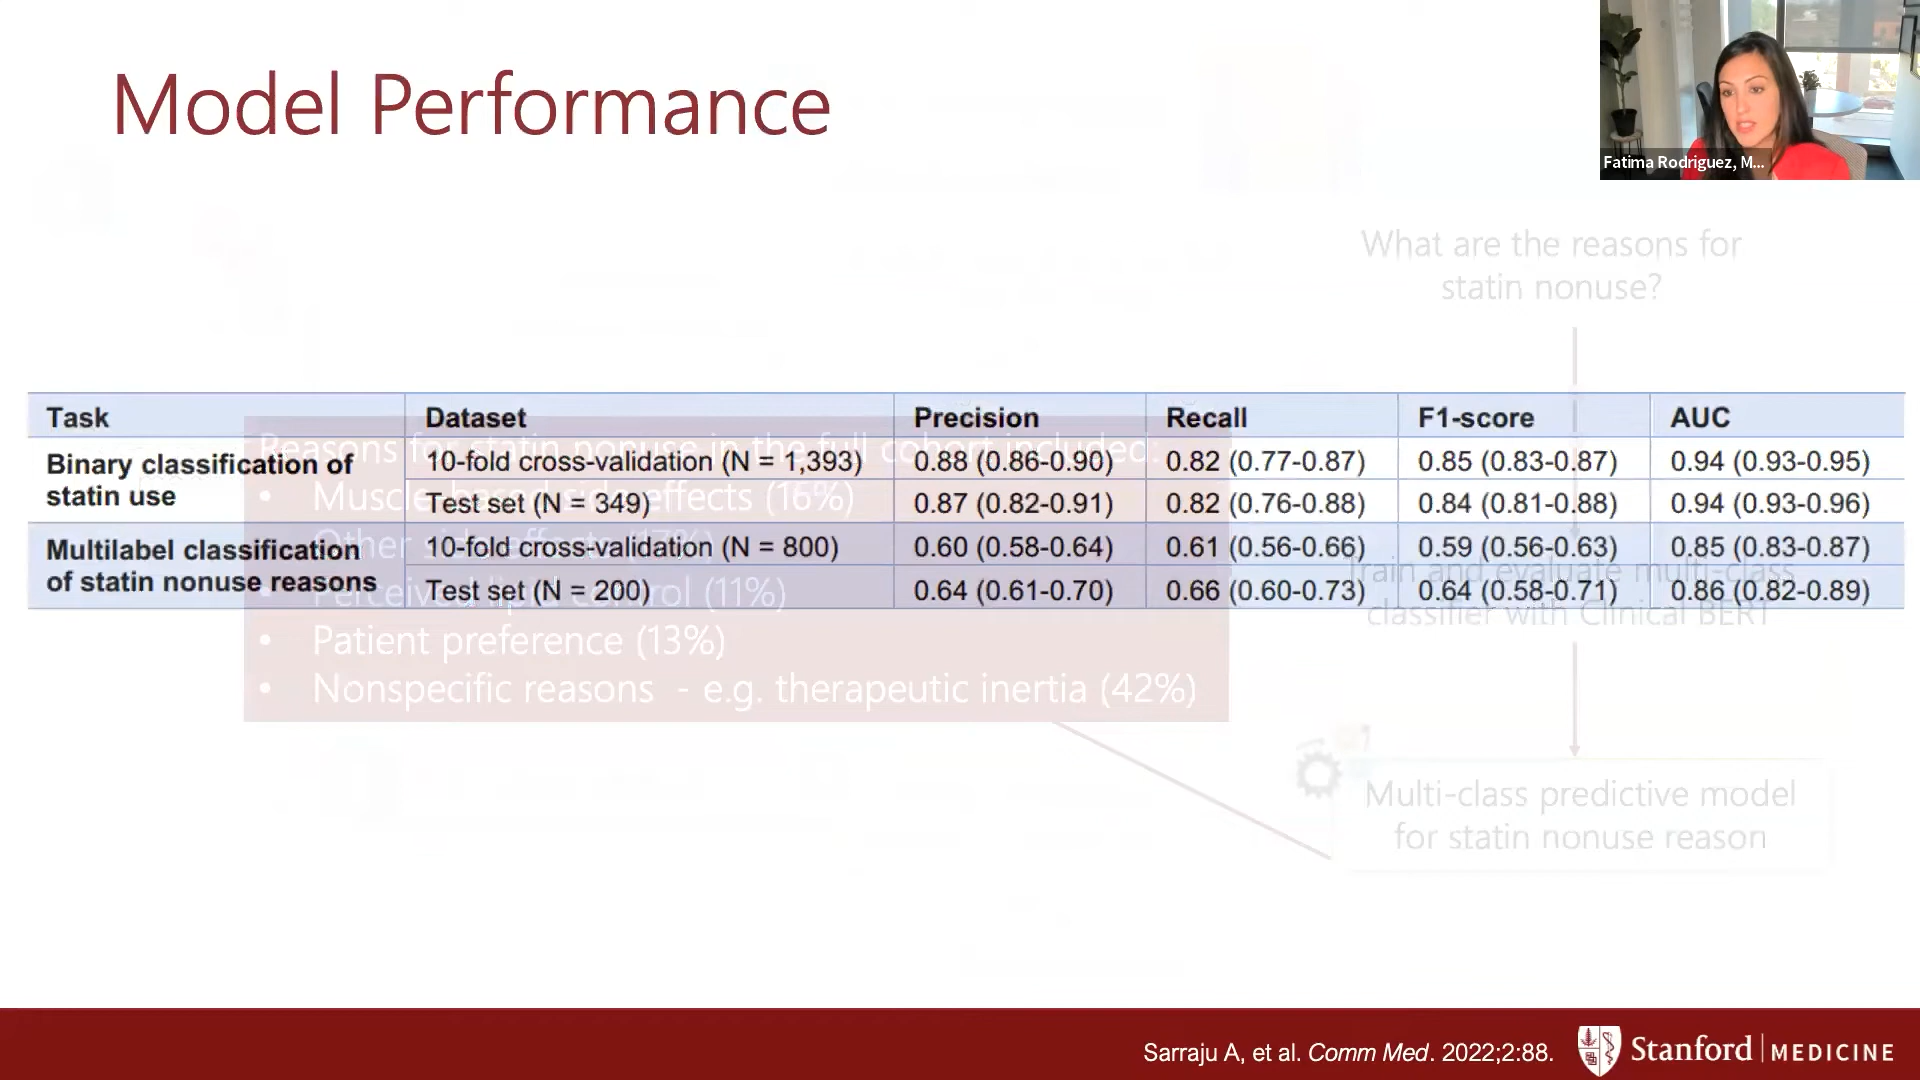 Model Performance
Fatima Rodriguez, M...
What are the reasons for
statin nonuse?
Task Dataset Precision Recall F1-score AUC
Binary classification of statin use
10-fold cross-validation (N = 1,393) 0.88 (0.86-0.90) 0.82 (0.77-0.87) 0.85 (0.83-0.87) 0.94 (0.93-0.95)
Test set (N = 349) 0.87 (0.82-0.91) 0.82 (0.76-0.88) 0.84 (0.81-0.88) 0.94 (0.93-0.96)
Multilabel classification of statin nonuse reasons
10-fold cross-validation (N = 800) 0.60 (0.58-0.64) 0.61 (0.56-0.66) 0.59 (0.56-0.63) 0.85 (0.83-0.87)
Test set (N = 200) 0.64 (0.61-0.70) 0.66 (0.60-0.73) 0.64 (0.58-0.71) 0.86 (0.82-0.89)
Reasons for statin nonuse in the full cohort included:
• Muscle-based side effects (16%)
• Other side effects (17%)
• Perceived lipid control (11%)
• Patient preference (13%)
• Nonspecific reasons - e.g. therapeutic inertia (42%)
Train and evaluate multi-class
classifier with Clinical BERT
Multi-class predictive model
for statin nonuse reason
Sarraju A, et al. Comm Med. 2022;2:88.
Stanford MEDICINE